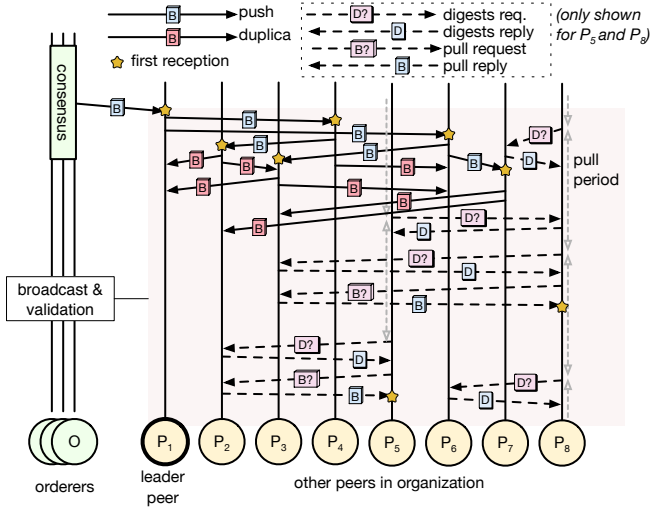 B push
B duplica
first reception
D? digests req.
D digests reply
B? pull request
B pull reply
(only shown
for P5 and P8)
consensus
B
B
B
D?
B
B
B
B
B
B
D
pull
period
B
B
B
D?
B
D
D?
D
broadcast &
validation
B?
B
D?
D
B?
D?
B
D
O
P1
P2
P3
P4
P5
P6
P7
P8
leader
peer
orderers
other peers in organization